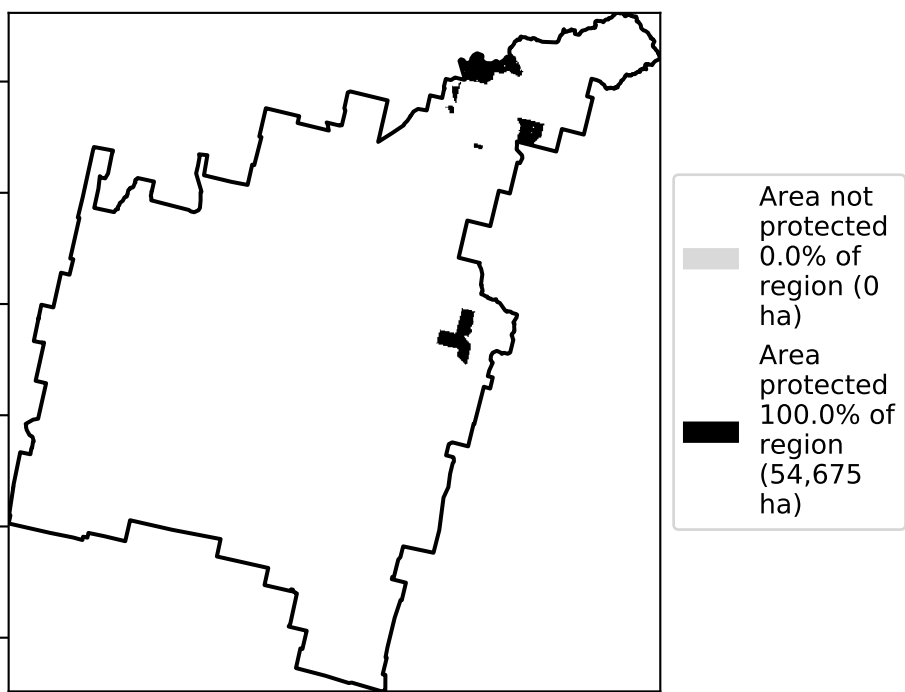 Area not
protected
0.0% of
region (0
ha)
Area
protected
100.0% of
region
(54,675
ha)